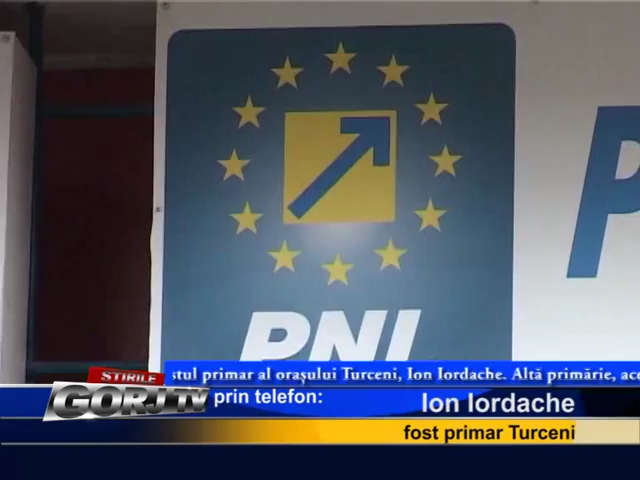 P
PNL
stul primar al orașului Turceni, Ion Iordache. Altă primărie, ace
ȘTIRILE
GORJ TV
prin telefon:
Ion Iordache
fost primar Turceni